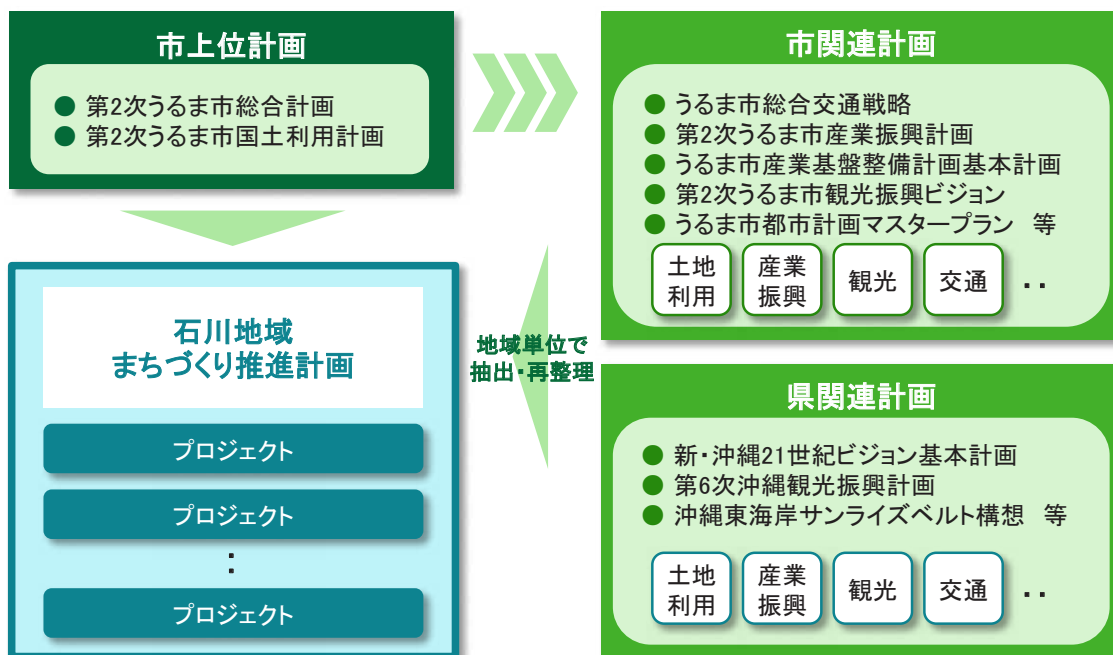 市上位計画
● 第2次うるま市総合計画
● 第2次うるま市国土利用計画
市関連計画
● うるま市総合交通戦略
● 第2次うるま市産業振興計画
● うるま市産業基盤整備計画基本計画
● 第2次うるま市観光振興ビジョン
● うるま市都市計画マスタープラン 等
土地
利用
産業
振興
観光
交通
・・
石川地域
まちづくり推進計画
プロジェクト
プロジェクト
：
プロジェクト
地域単位で
抽出・再整理
県関連計画
● 新・沖縄21世紀ビジョン基本計画
● 第6次沖縄観光振興計画
● 沖縄東海岸サンライズベルト構想 等
土地
利用
産業
振興
観光
交通
・・